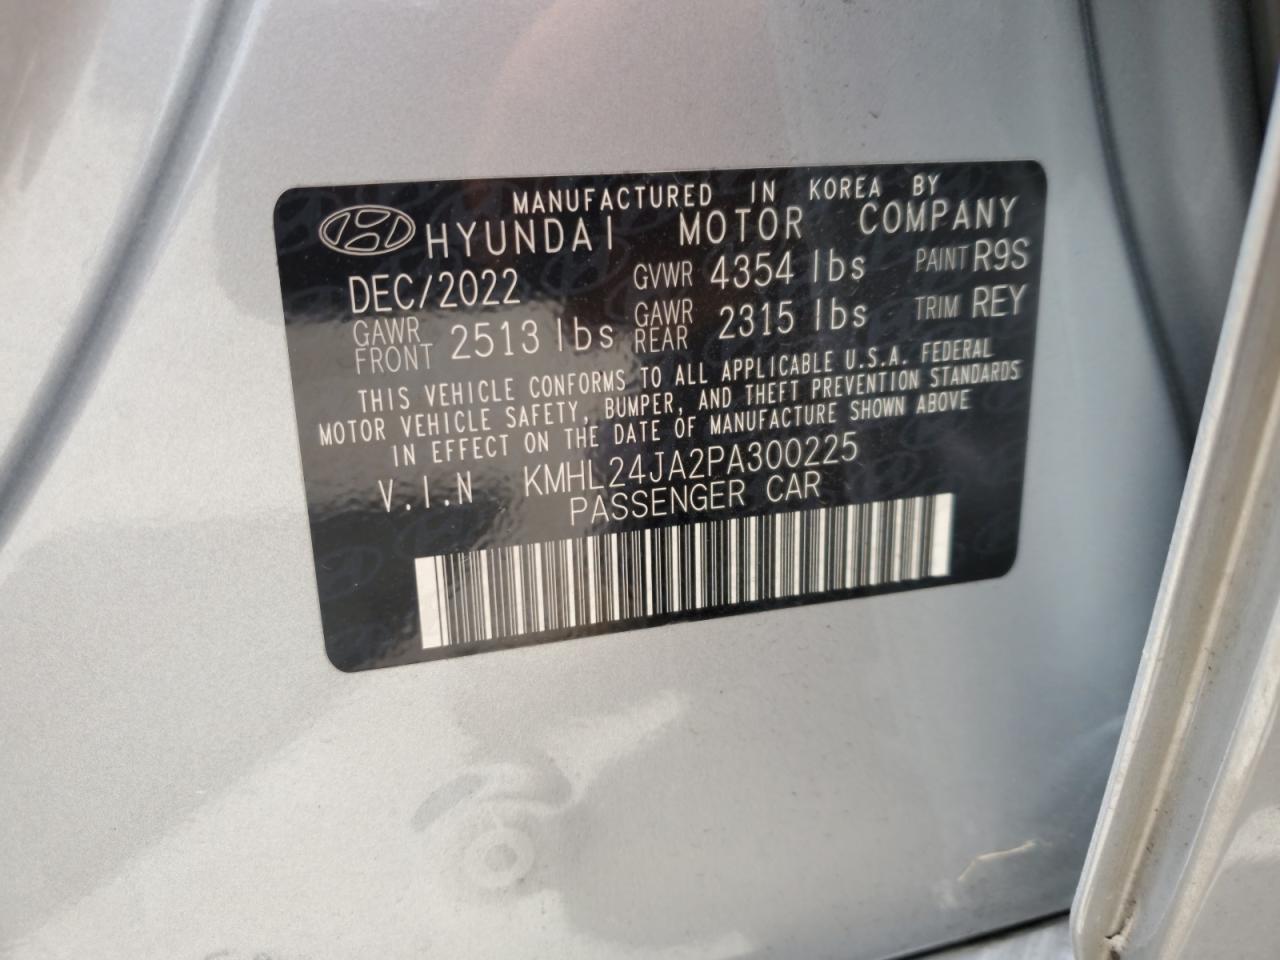 MANUFACTURED IN KOREA BY
HYUNDAI MOTOR COMPANY
DEC/2022 GVWR 4354 lbs PAINT R9S
GAWR FRONT 2513 lbs GAWR REAR 2315 lbs TRIM REY
THIS VEHICLE CONFORMS TO ALL APPLICABLE U.S.A. FEDERAL
MOTOR VEHICLE SAFETY, BUMPER, AND THEFT PREVENTION STANDARDS
IN EFFECT ON THE DATE OF MANUFACTURE SHOWN ABOVE
V.I.N KMHL24JA2PA300225
PASSENGER CAR